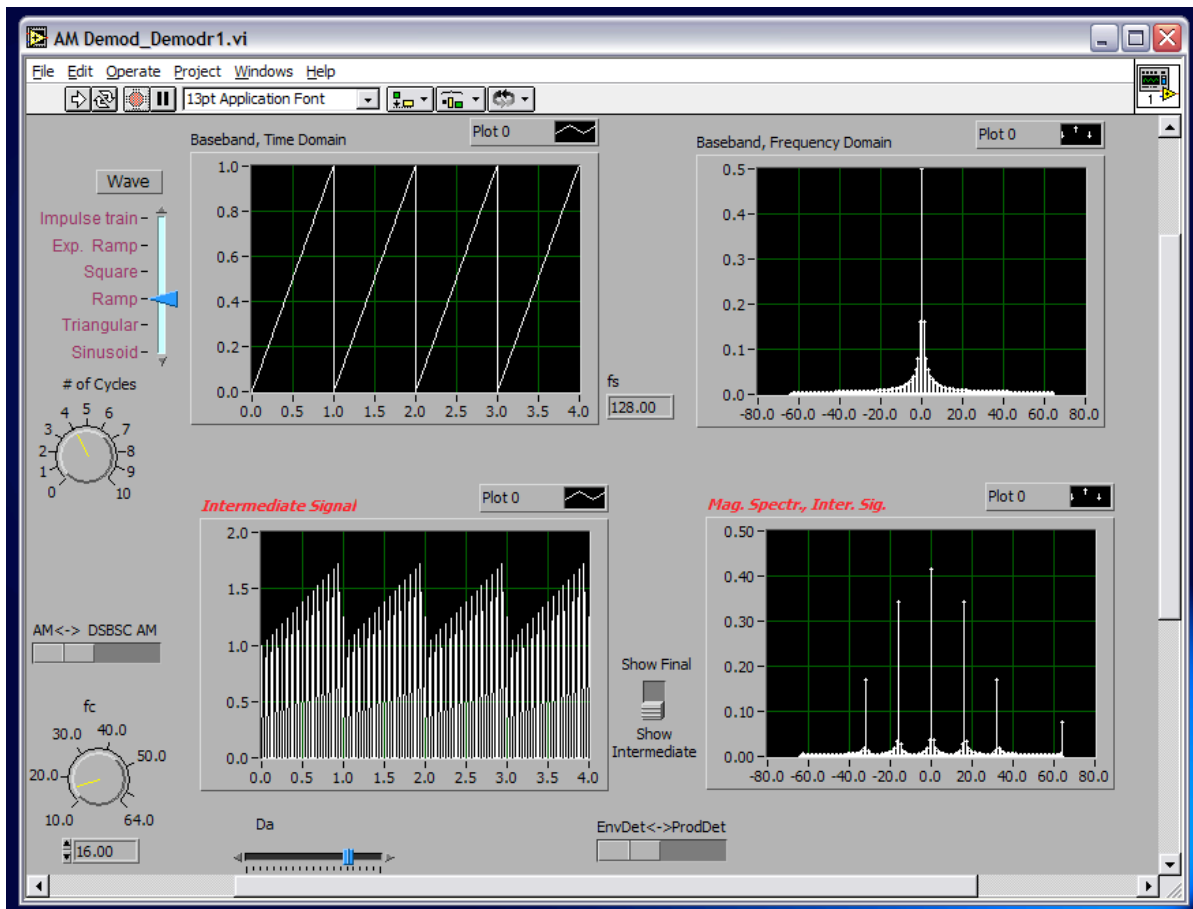 AM Demod_Demodr1.vi
File Edit Operate Project Windows Help
13pt Application Font
1
Baseband, Time Domain
Plot 0
1.0
0.8
0.6
0.4
0.2
0.0
0.0 0.5 1.0 1.5 2.0 2.5 3.0 3.5 4.0
Baseband, Frequency Domain
Plot 0
0.5
0.4
0.3
0.2
0.1
0.0
-80.0 -60.0 -40.0 -20.0 0.0 20.0 40.0 60.0 80.0
Wave
Impulse train
Exp. Ramp
Square
Ramp
Triangular
Sinusoid
# of Cycles
0 1 2 3 4 5 6 7 8 9 10
fs
128.00
Intermediate Signal
Plot 0
2.0
1.5
1.0
0.5
0.0
0.0 0.5 1.0 1.5 2.0 2.5 3.0 3.5 4.0
Mag. Spectr., Inter. Sig.
Plot 0
0.50
0.40
0.30
0.20
0.10
0.00
-80.0 -60.0 -40.0 -20.0 0.0 20.0 40.0 60.0 80.0
AM<-> DSBSC AM
Show Final
Show
Intermediate
fc
10.0 20.0 30.0 40.0 50.0 64.0
16.00
Da
EnvDet<->ProdDet